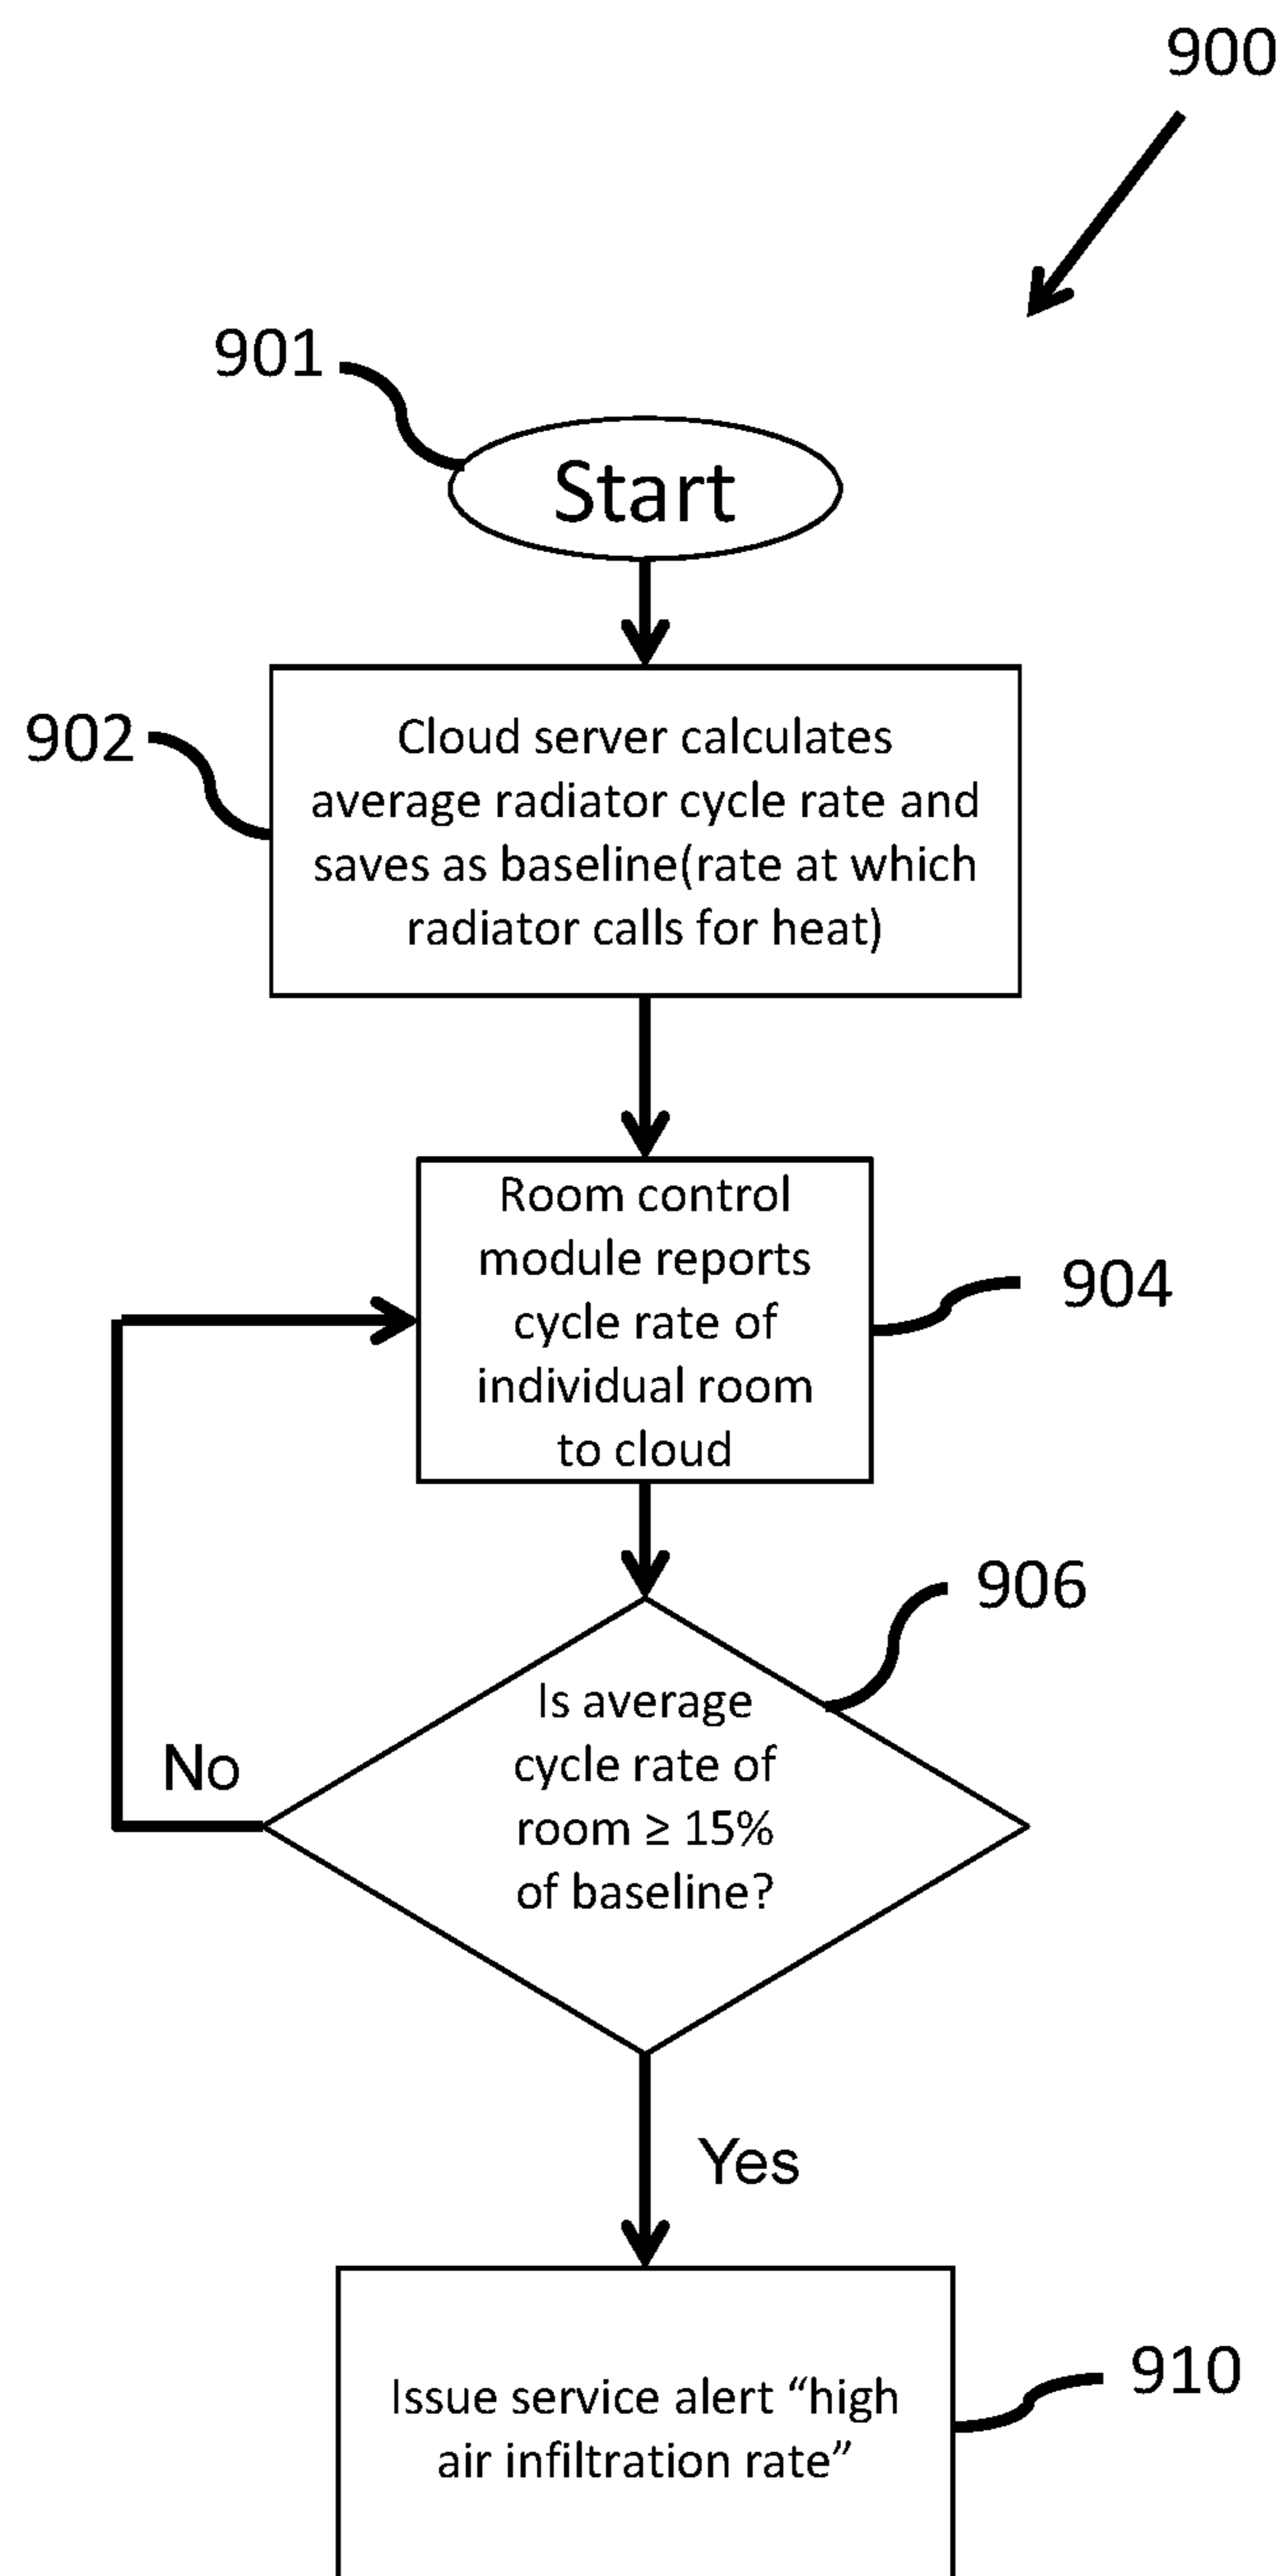 900
901
Start
902
Cloud server calculates
average radiator cycle rate and
saves as baseline(rate at which
radiator calls for heat)
Room control
module reports
cycle rate of
individual room
to cloud
904
906
Is average
cycle rate of
room ≥ 15%
of baseline?
No
Yes
Issue service alert “high
air infiltration rate”
910